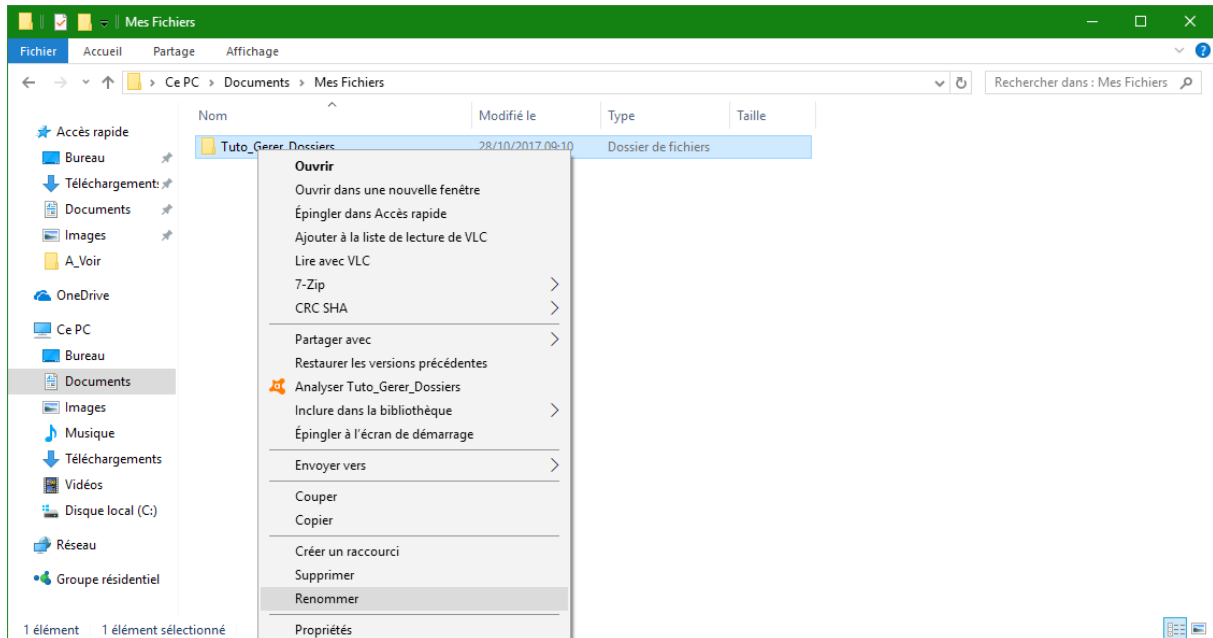 Mes Fichiers
Fichier Accueil Partage Affichage
Ce PC > Documents > Mes Fichiers
Rechercher dans : Mes Fichiers
Nom Modifié le Type Taille
Accès rapide
Bureau
Téléchargement:
Documents
Images
A_Voir
OneDrive
Ce PC
Bureau
Documents
Images
Musique
Téléchargements
Vidéos
Disque local (C:)
Réseau
Groupe résidentiel
Tuto_Gerer_Dossiers 28/10/2017 09:10 Dossier de fichiers
Ouvrir
Ouvrir dans une nouvelle fenêtre
Épingler dans Accès rapide
Ajouter à la liste de lecture de VLC
Lire avec VLC
7-Zip
CRC SHA
Partager avec
Restaurer les versions précédentes
Analyser Tuto_Gerer_Dossiers
Inclure dans la bibliothèque
Épingler à l'écran de démarrage
Envoyer vers
Couper
Copier
Créer un raccourci
Supprimer
Renommer
Propriétés
1 élément 1 élément sélectionné